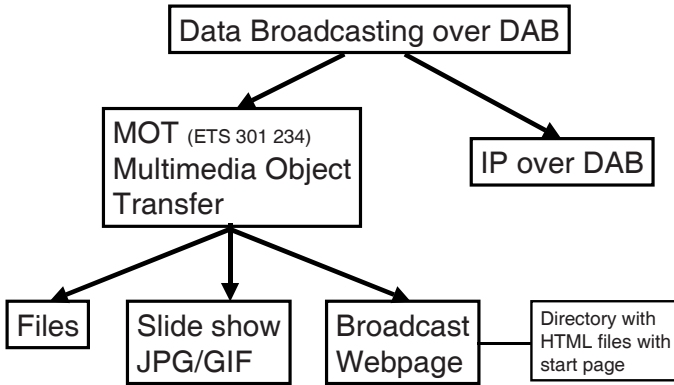 Data Broadcasting over DAB
MOT (ETS 301 234)
Multimedia Object
Transfer
IP over DAB
Files
Slide show
JPG/GIF
Broadcast
Webpage
Directory with
HTML files with
start page